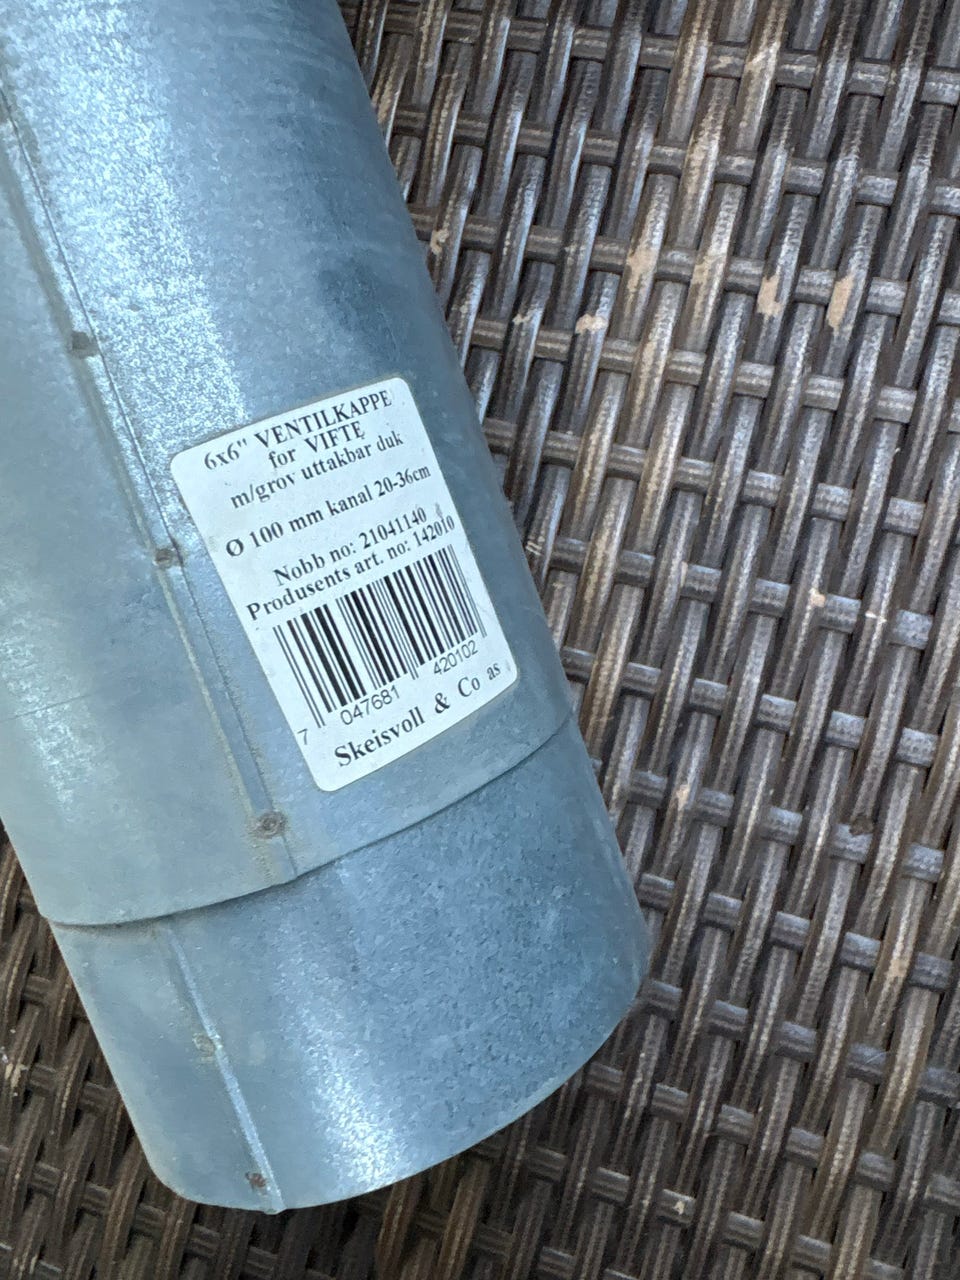 6x6" VENTILKAPPE
for VIFTE
m/grov uttakbar duk
Ø 100 mm kanal 20-36cm
Nobb no: 21041140
Produsents art. no: 142010
7 047681 420102
Skeisvoll & Co as